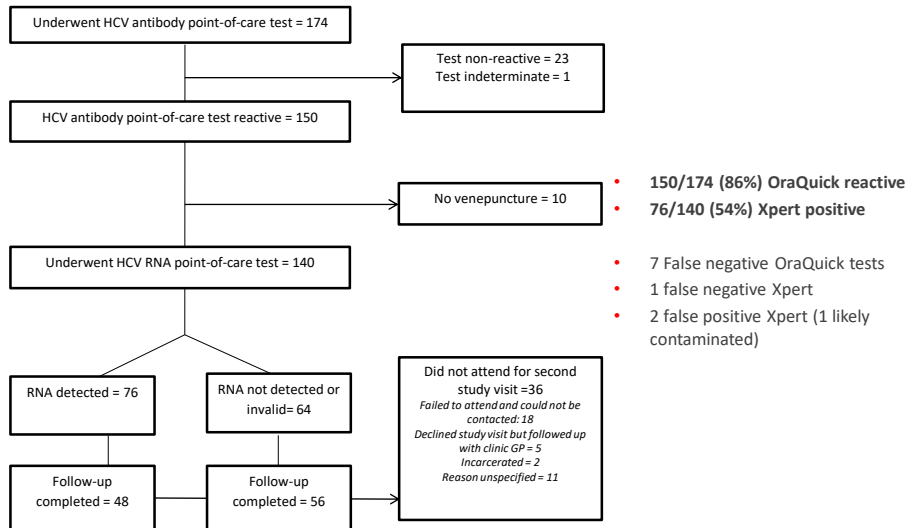 Underwent HCV antibody point-of-care test = 174
Test non-reactive = 23
Test indeterminate = 1
HCV antibody point-of-care test reactive = 150
No venepuncture = 10
Underwent HCV RNA point-of-care test = 140
RNA detected = 76
RNA not detected or
invalid= 64
Did not attend for second
study visit =36
Failed to attend and could not be
contacted: 18
Declined study visit but followed up
with clinic GP = 5
Incarcerated = 2
Reason unspecified = 11
Follow-up
completed = 48
Follow-up
completed = 56
• 150/174 (86%) OraQuick reactive
• 76/140 (54%) Xpert positive
• 7 False negative OraQuick tests
• 1 false negative Xpert
• 2 false positive Xpert (1 likely
contaminated)